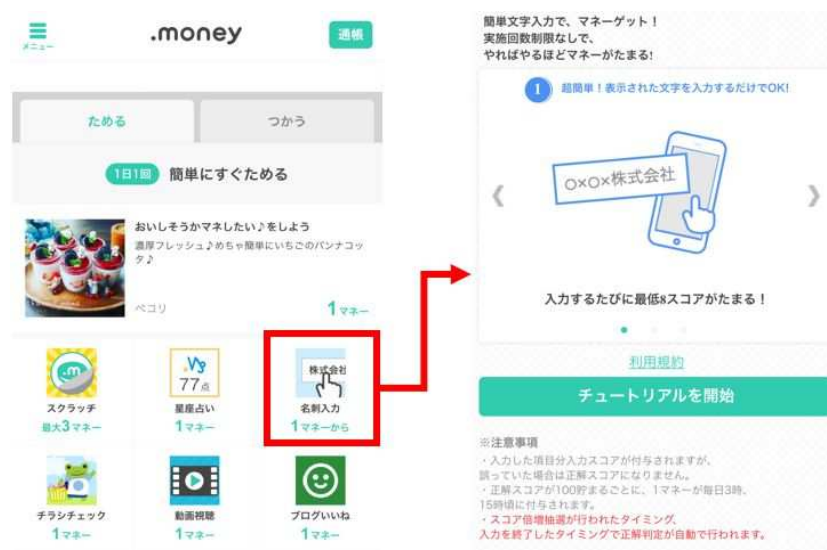 メニュー
.money
通帳
ためる
つかう
1日1回 簡単にすぐためる
おいしそうかマネしたい♪をしよう
濃厚フレッシュ♪めちゃ簡単にいちごのパンナコッ
タ♪
ペコリ
1マネー
.m
スクラッチ
最大3マネー
77点
星座占い
1マネー
株式会社
名刺入力
1マネーから
チラシチェック
1マネー
動画視聴
1マネー
ブログいいね
1マネー
簡単文字入力で、マネーゲット！
実施回数制限なしで、
やればやるほどマネーがたまる!
1 超簡単！表示された文字を入力するだけでOK!
○×○×株式会社
入力するたびに最低8スコアがたまる！
利用規約
チュートリアルを開始
※注意事項
・入力した項目分入力スコアが付与されますが、
誤っていた場合は正解スコアになりません。
・正解スコアが100貯まるごとに、1マネーが毎日3時、
15時頃に付与されます。
・スコア倍増抽選が行われたタイミング、
入力を終了したタイミングで正解判定が自動で行われます。